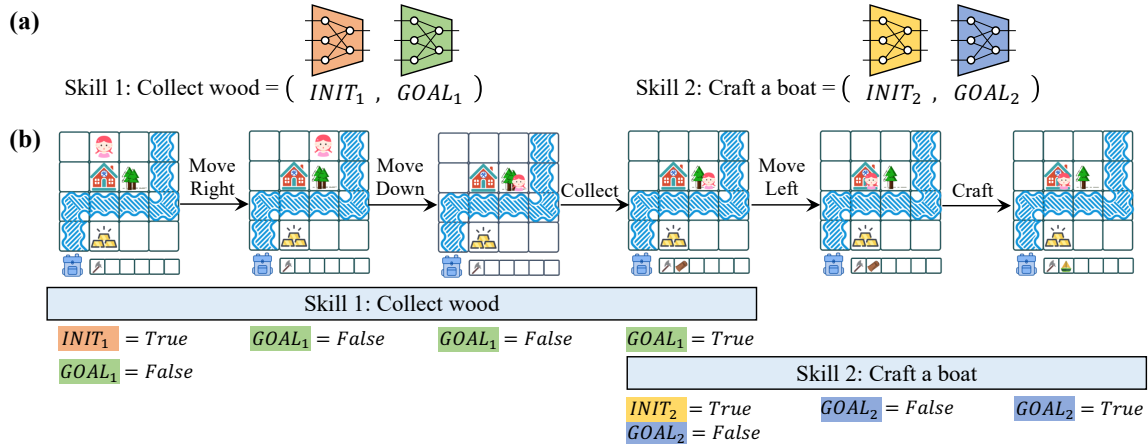 (a)
Skill 1: Collect wood = ( INIT₁ , GOAL₁ )
Skill 2: Craft a boat = ( INIT₂ , GOAL₂ )
(b)
Move Right
Move Down
Collect
Move Left
Craft
Skill 1: Collect wood
INIT₁ = True
GOAL₁ = False
GOAL₁ = False
GOAL₁ = False
GOAL₁ = True
Skill 2: Craft a boat
INIT₂ = True
GOAL₂ = False
GOAL₂ = False
GOAL₂ = True